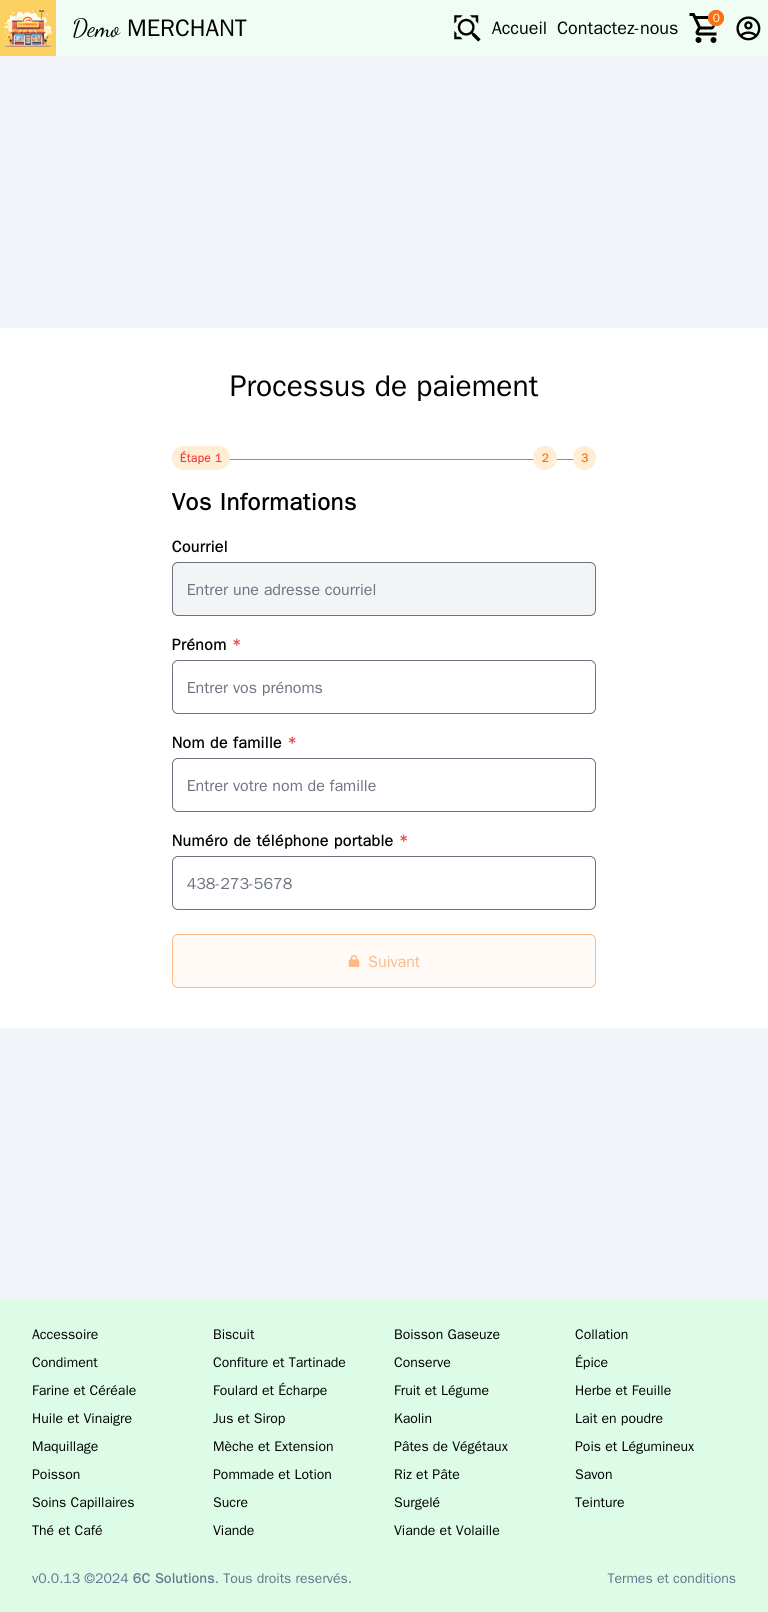 Demo MERCHANT
Accueil Contactez-nous 0
Processus de paiement
Étape 1 2 3
Vos Informations
Courriel
Entrer une adresse courriel
Prénom *
Entrer vos prénoms
Nom de famille *
Entrer votre nom de famille
Numéro de téléphone portable *
438-273-5678
Suivant
Accessoire Biscuit Boisson Gaseuze Collation
Condiment Confiture et Tartinade Conserve Épice
Farine et Céréale Foulard et Écharpe Fruit et Légume Herbe et Feuille
Huile et Vinaigre Jus et Sirop Kaolin Lait en poudre
Maquillage Mèche et Extension Pâtes de Végétaux Pois et Légumineux
Poisson Pommade et Lotion Riz et Pâte Savon
Soins Capillaires Sucre Surgelé Teinture
Thé et Café Viande Viande et Volaille
v0.0.13 ©2024 6C Solutions. Tous droits reservés. Termes et conditions